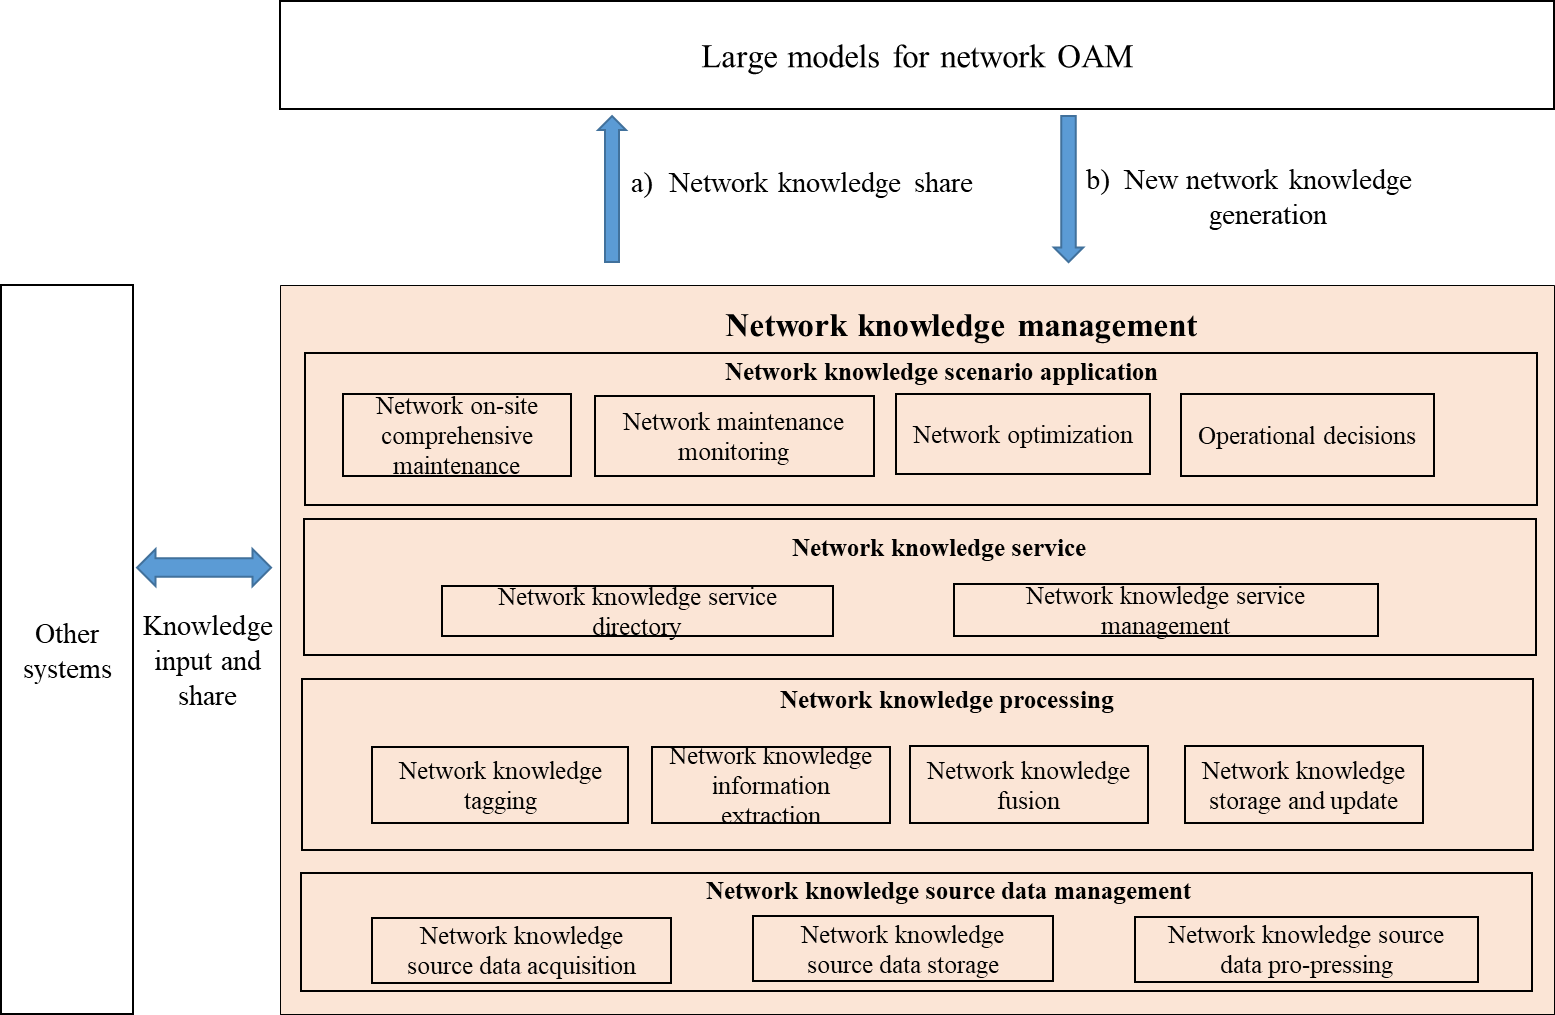 Large models for network OAM
a) Network knowledge share
b) New network knowledge
generation
Other
systems
Knowledge
input and
share
Network knowledge management
Network knowledge scenario application
Network on-site
comprehensive
maintenance
Network maintenance
monitoring
Network optimization
Operational decisions
Network knowledge service
Network knowledge service
directory
Network knowledge service
management
Network knowledge processing
Network knowledge
tagging
Network knowledge
information
extraction
Network knowledge
fusion
Network knowledge
storage and update
Network knowledge source data management
Network knowledge
source data acquisition
Network knowledge
source data storage
Network knowledge source
data pro-pressing